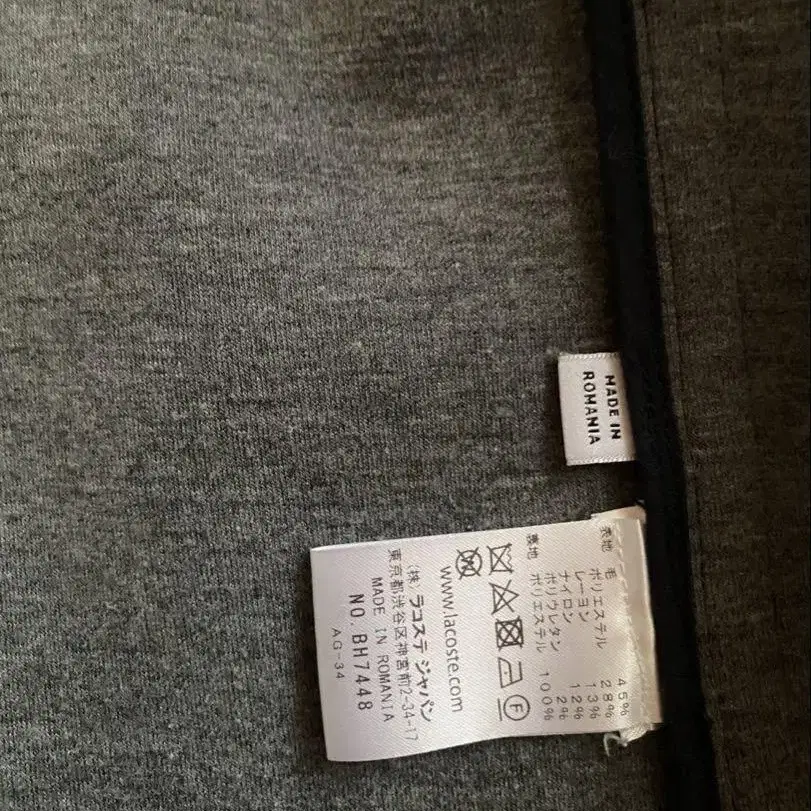 MADE IN
ROMANIA
表地 毛 45%
ポリエステル 28%
レーヨン 13%
ナイロン 12%
ポリウレタン 2%
裏地 ポリエステル 100%
F
www.lacoste.com
(株) ラコステ ジャパン
東京都渋谷区神宮前2-34-17
MADE IN ROMANIA
NO. BH7448
AG-34